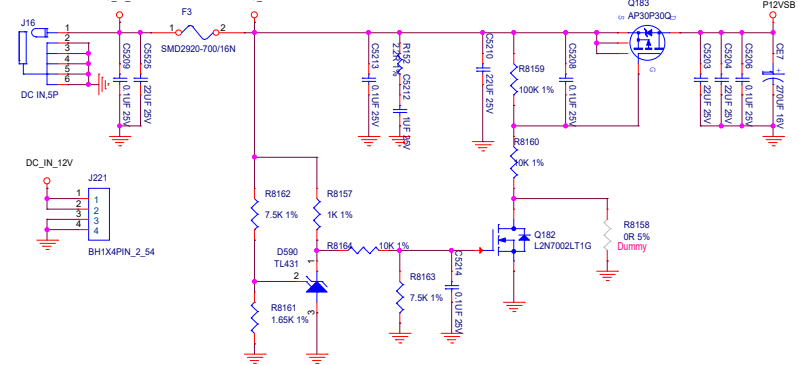 Q183
AP30P30Q
P12VSB
J16
1
2
3
4
5
6
DC IN,5P
F3
1
2
SMD2920-700/16N
C5209
0.1UF 25V
C5525
22UF 25V
C5213
0.1UF 25V
R152
2.2R 1%
C5212
1UF 25V
C5210
22UF 25V
R8159
100K 1%
C5208
0.1UF 25V
S
D
G
C5203
22UF 25V
C5204
22UF 25V
C5206
0.1UF 25V
CE7
+
270UF 16V
R8160
10K 1%
DC_IN_12V
J221
1
2
3
4
1
2
3
4
BH1X4PIN_2_54
R8162
7.5K 1%
R8157
1K 1%
R8164
10K 1%
D590
TL431
1
2
3
R8161
1.65K 1%
R8163
7.5K 1%
C5214
0.1UF 25V
Q182
L2N7002LT1G
R8158
0R 5%
Dummy